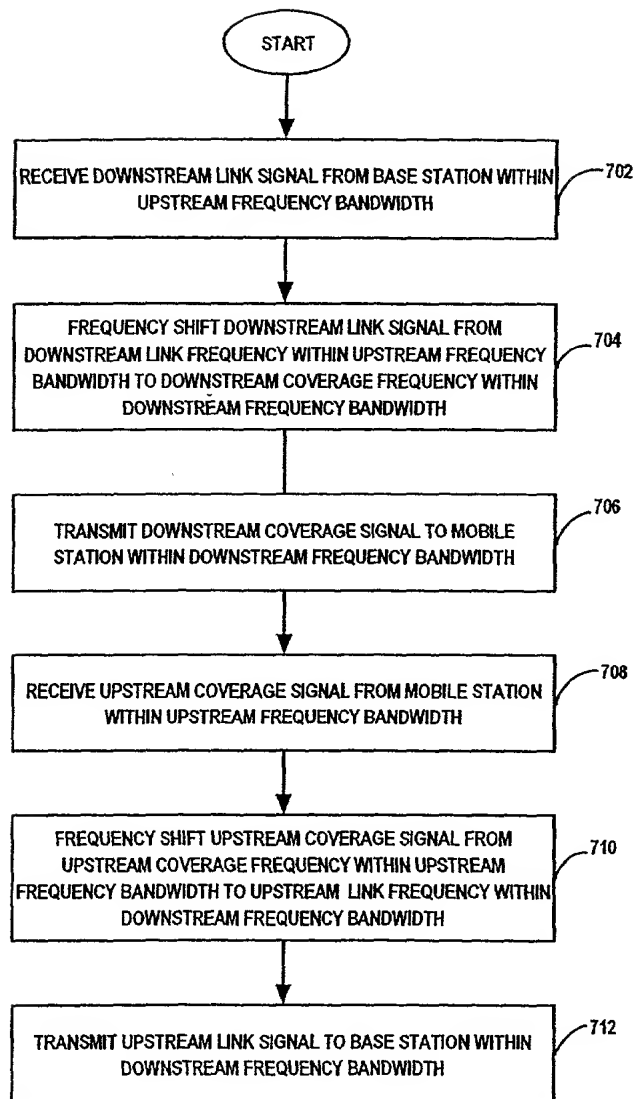 START
RECEIVE DOWNSTREAM LINK SIGNAL FROM BASE STATION WITHIN
UPSTREAM FREQUENCY BANDWIDTH
702
FREQUENCY SHIFT DOWNSTREAM LINK SIGNAL FROM
DOWNSTREAM LINK FREQUENCY WITHIN UPSTREAM FREQUENCY
BANDWIDTH TO DOWNSTREAM COVERAGE FREQUENCY WITHIN
DOWNSTREAM FREQUENCY BANDWIDTH
704
TRANSMIT DOWNSTREAM COVERAGE SIGNAL TO MOBILE
STATION WITHIN DOWNSTREAM FREQUENCY BANDWIDTH
706
RECEIVE UPSTREAM COVERAGE SIGNAL FROM MOBILE STATION
WITHIN UPSTREAM FREQUENCY BANDWIDTH
708
FREQUENCY SHIFT UPSTREAM COVERAGE SIGNAL FROM
UPSTREAM COVERAGE FREQUENCY WITHIN UPSTREAM
FREQUENCY BANDWIDTH TO UPSTREAM LINK FREQUENCY WITHIN
DOWNSTREAM FREQUENCY BANDWIDTH
710
TRANSMIT UPSTREAM LINK SIGNAL TO BASE STATION WITHIN
DOWNSTREAM FREQUENCY BANDWIDTH
712